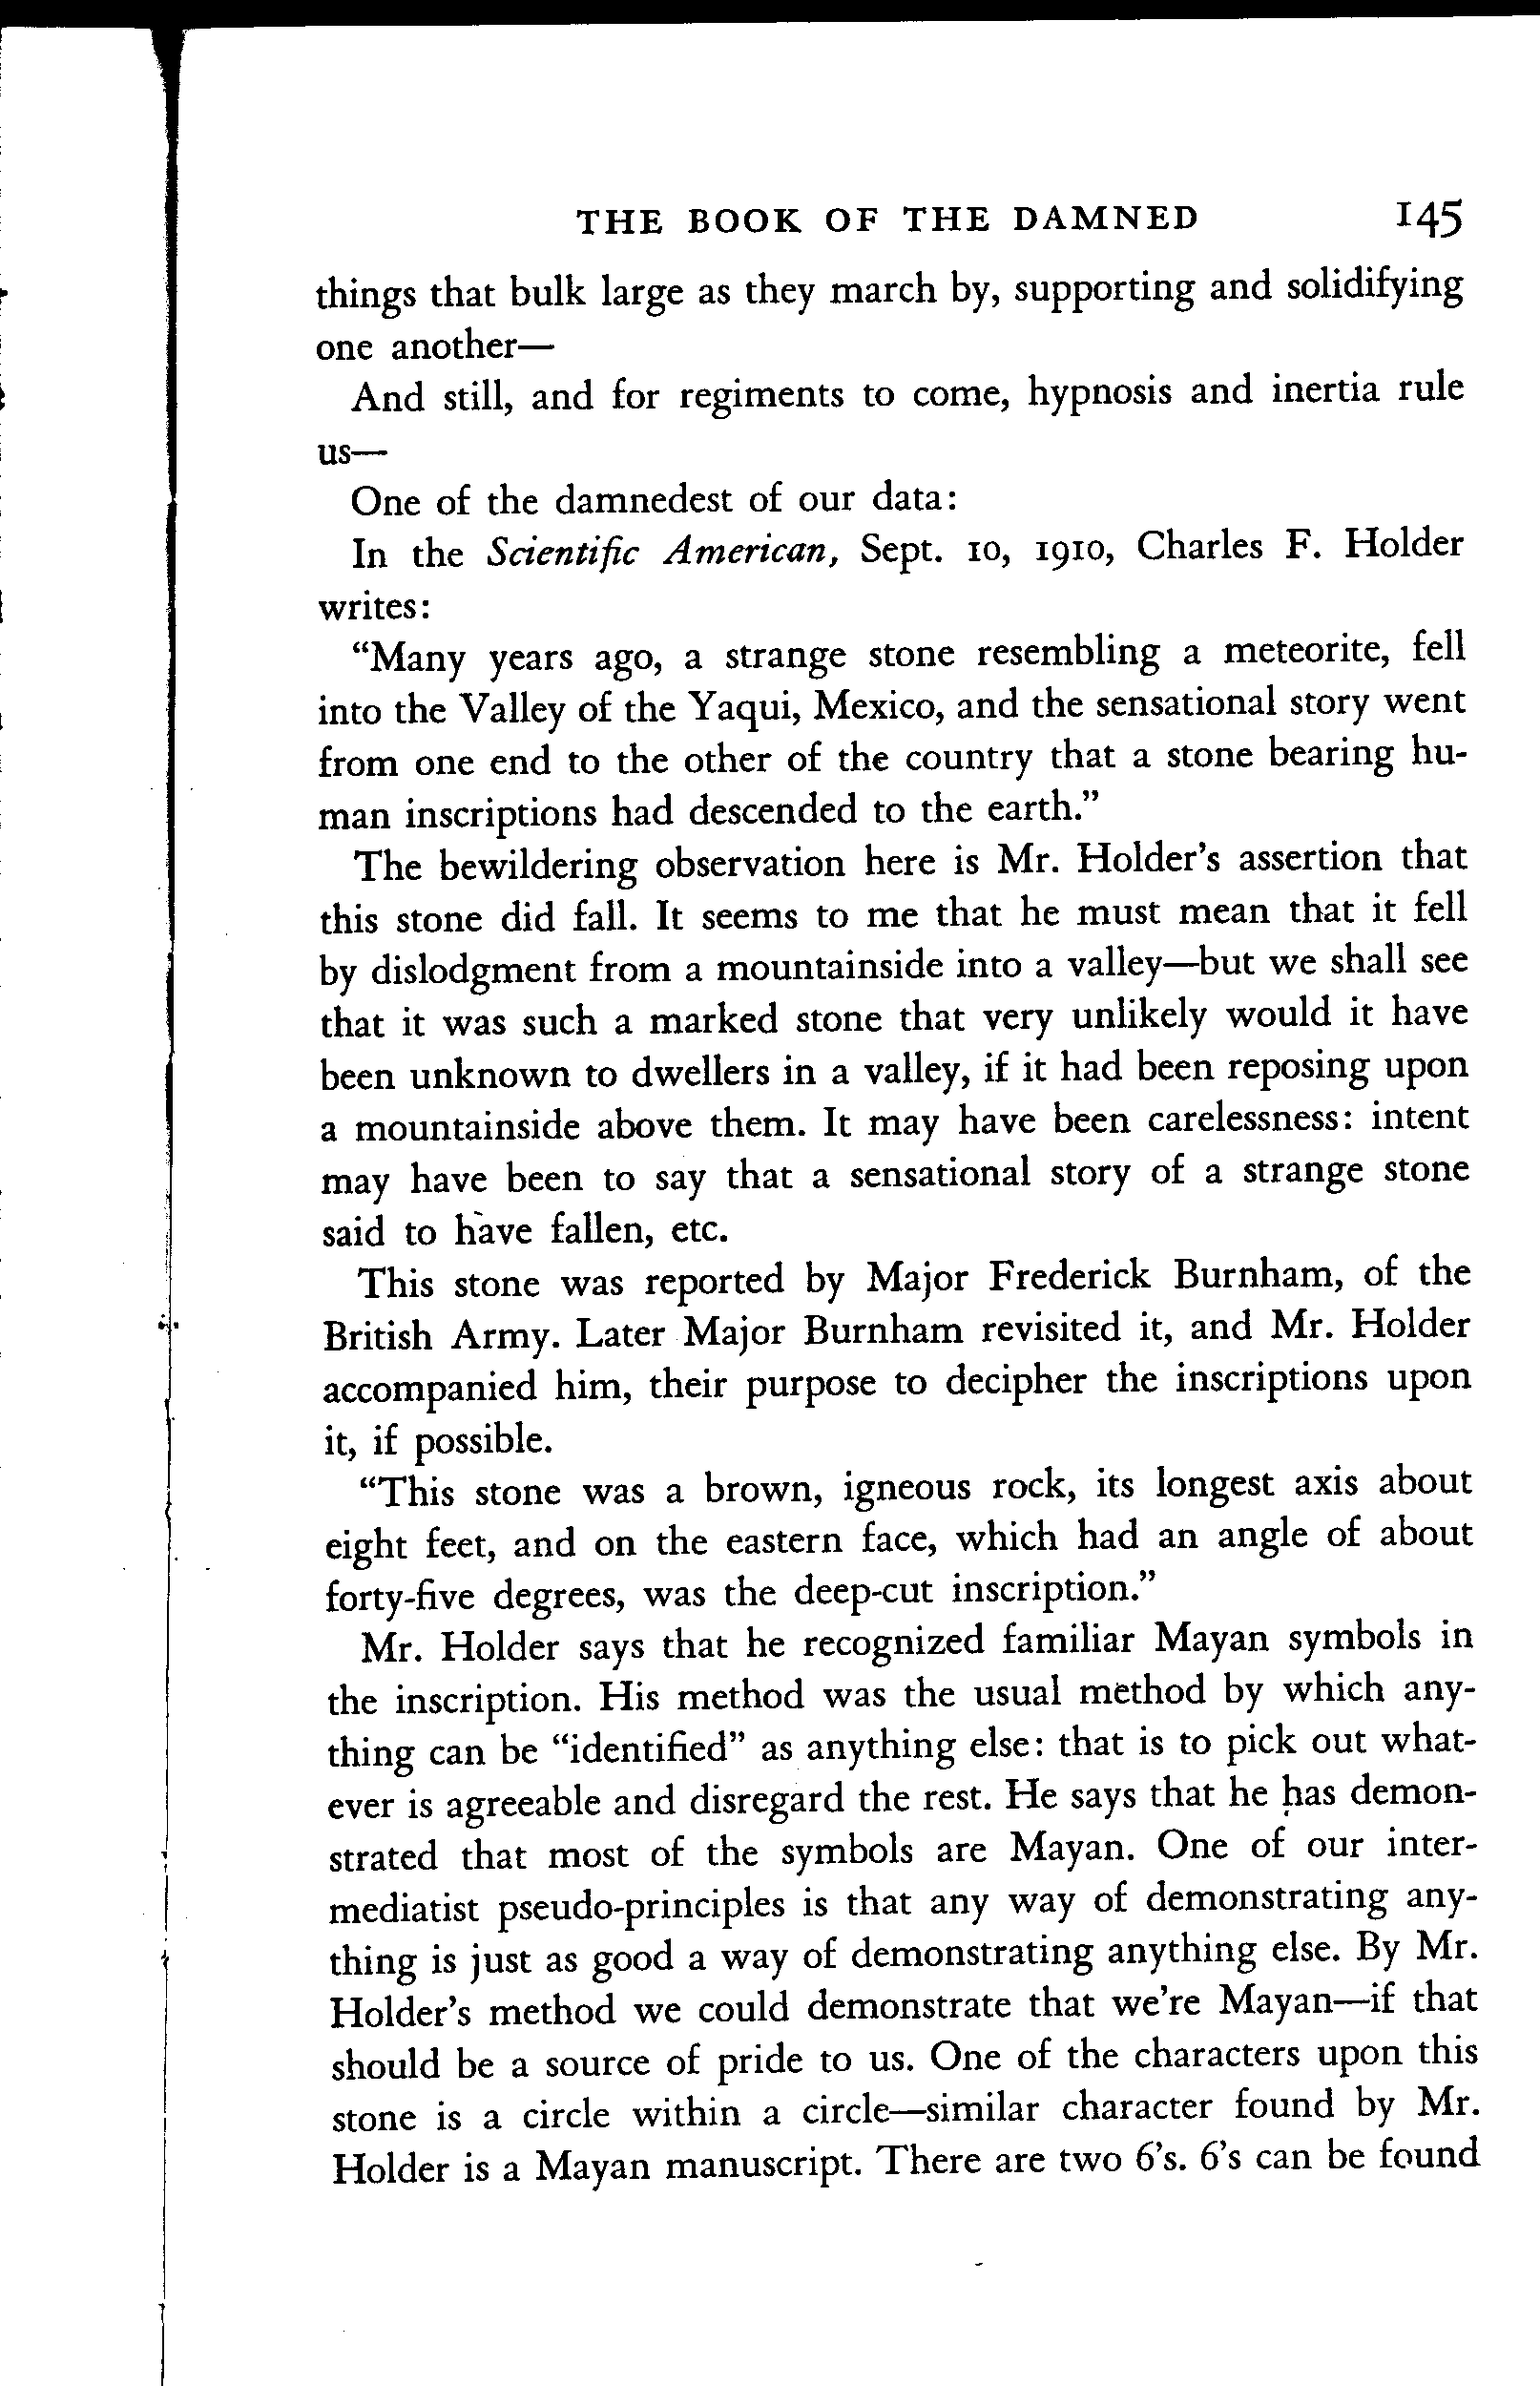 THE BOOK OF THE DAMNED 145
things that bulk large as they march by, supporting and solidifying
one another—
And still, and for regiments to come, hypnosis and inertia rule
us—
One of the damnedest of our data:
In the Scientific American, Sept. 10, 1910, Charles F. Holder
writes:
“Many years ago, a strange stone resembling a meteorite, fell
into the Valley of the Yaqui, Mexico, and the sensational story went
from one end to the other of the country that a stone bearing hu-
man inscriptions had descended to the earth.”
The bewildering observation here is Mr. Holder’s assertion that
this stone did fall. It seems to me that he must mean that it fell
by dislodgment from a mountainside into a valley—but we shall see
that it was such a marked stone that very unlikely would it have
been unknown to dwellers in a valley, if it had been reposing upon
a mountainside above them. It may have been carelessness: intent
may have been to say that a sensational story of a strange stone
said to have fallen, etc.
This stone was reported by Major Frederick Burnham, of the
British Army. Later Major Burnham revisited it, and Mr. Holder
accompanied him, their purpose to decipher the inscriptions upon
it, if possible.
“This stone was a brown, igneous rock, its longest axis about
eight feet, and on the eastern face, which had an angle of about
forty-five degrees, was the deep-cut inscription.”
Mr. Holder says that he recognized familiar Mayan symbols in
the inscription. His method was the usual method by which any-
thing can be “identified” as anything else: that is to pick out what-
ever is agreeable and disregard the rest. He says that he has demon-
strated that most of the symbols are Mayan. One of our inter-
mediatist pseudo-principles is that any way of demonstrating any-
thing is just as good a way of demonstrating anything else. By Mr.
Holder’s method we could demonstrate that we’re Mayan—if that
should be a source of pride to us. One of the characters upon this
stone is a circle within a circle—similar character found by Mr.
Holder is a Mayan manuscript. There are two 6’s. 6’s can be found